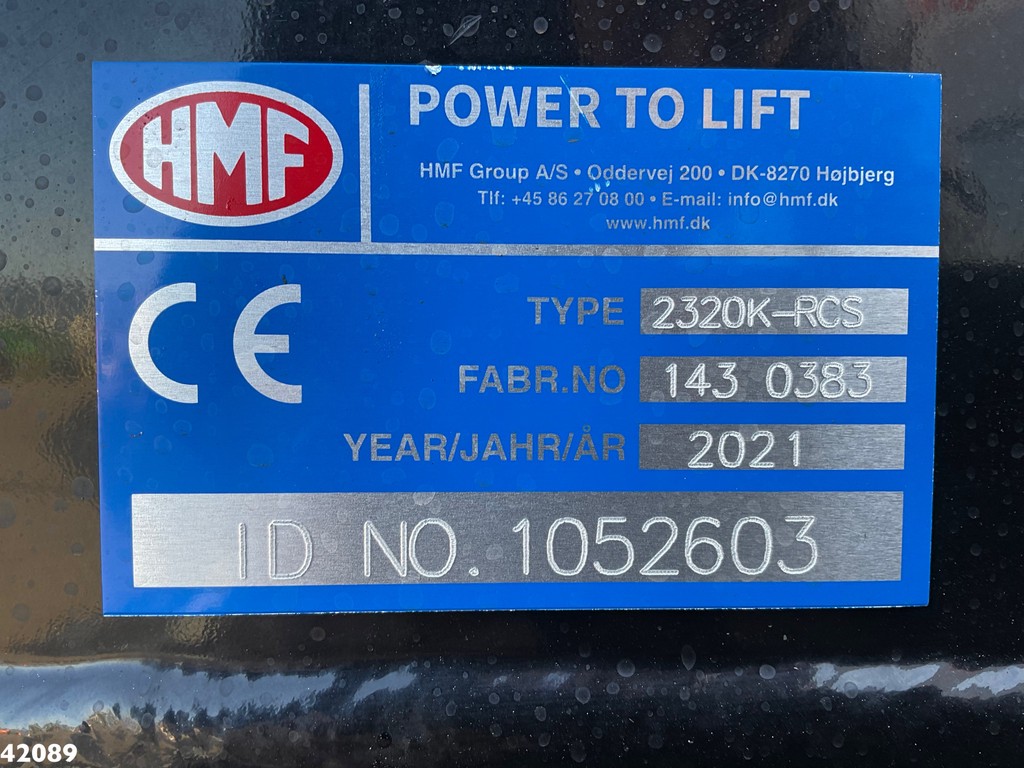 HMF
POWER TO LIFT
HMF Group A/S • Oddervej 200 • DK-8270 Højbjerg
Tlf: +45 86 27 08 00 • E-mail: info@hmf.dk
www.hmf.dk
CE
TYPE 2320K-RCS
FABR.NO 143 0383
YEAR/JAHR/ÅR 2021
ID NO. 1052603
42089